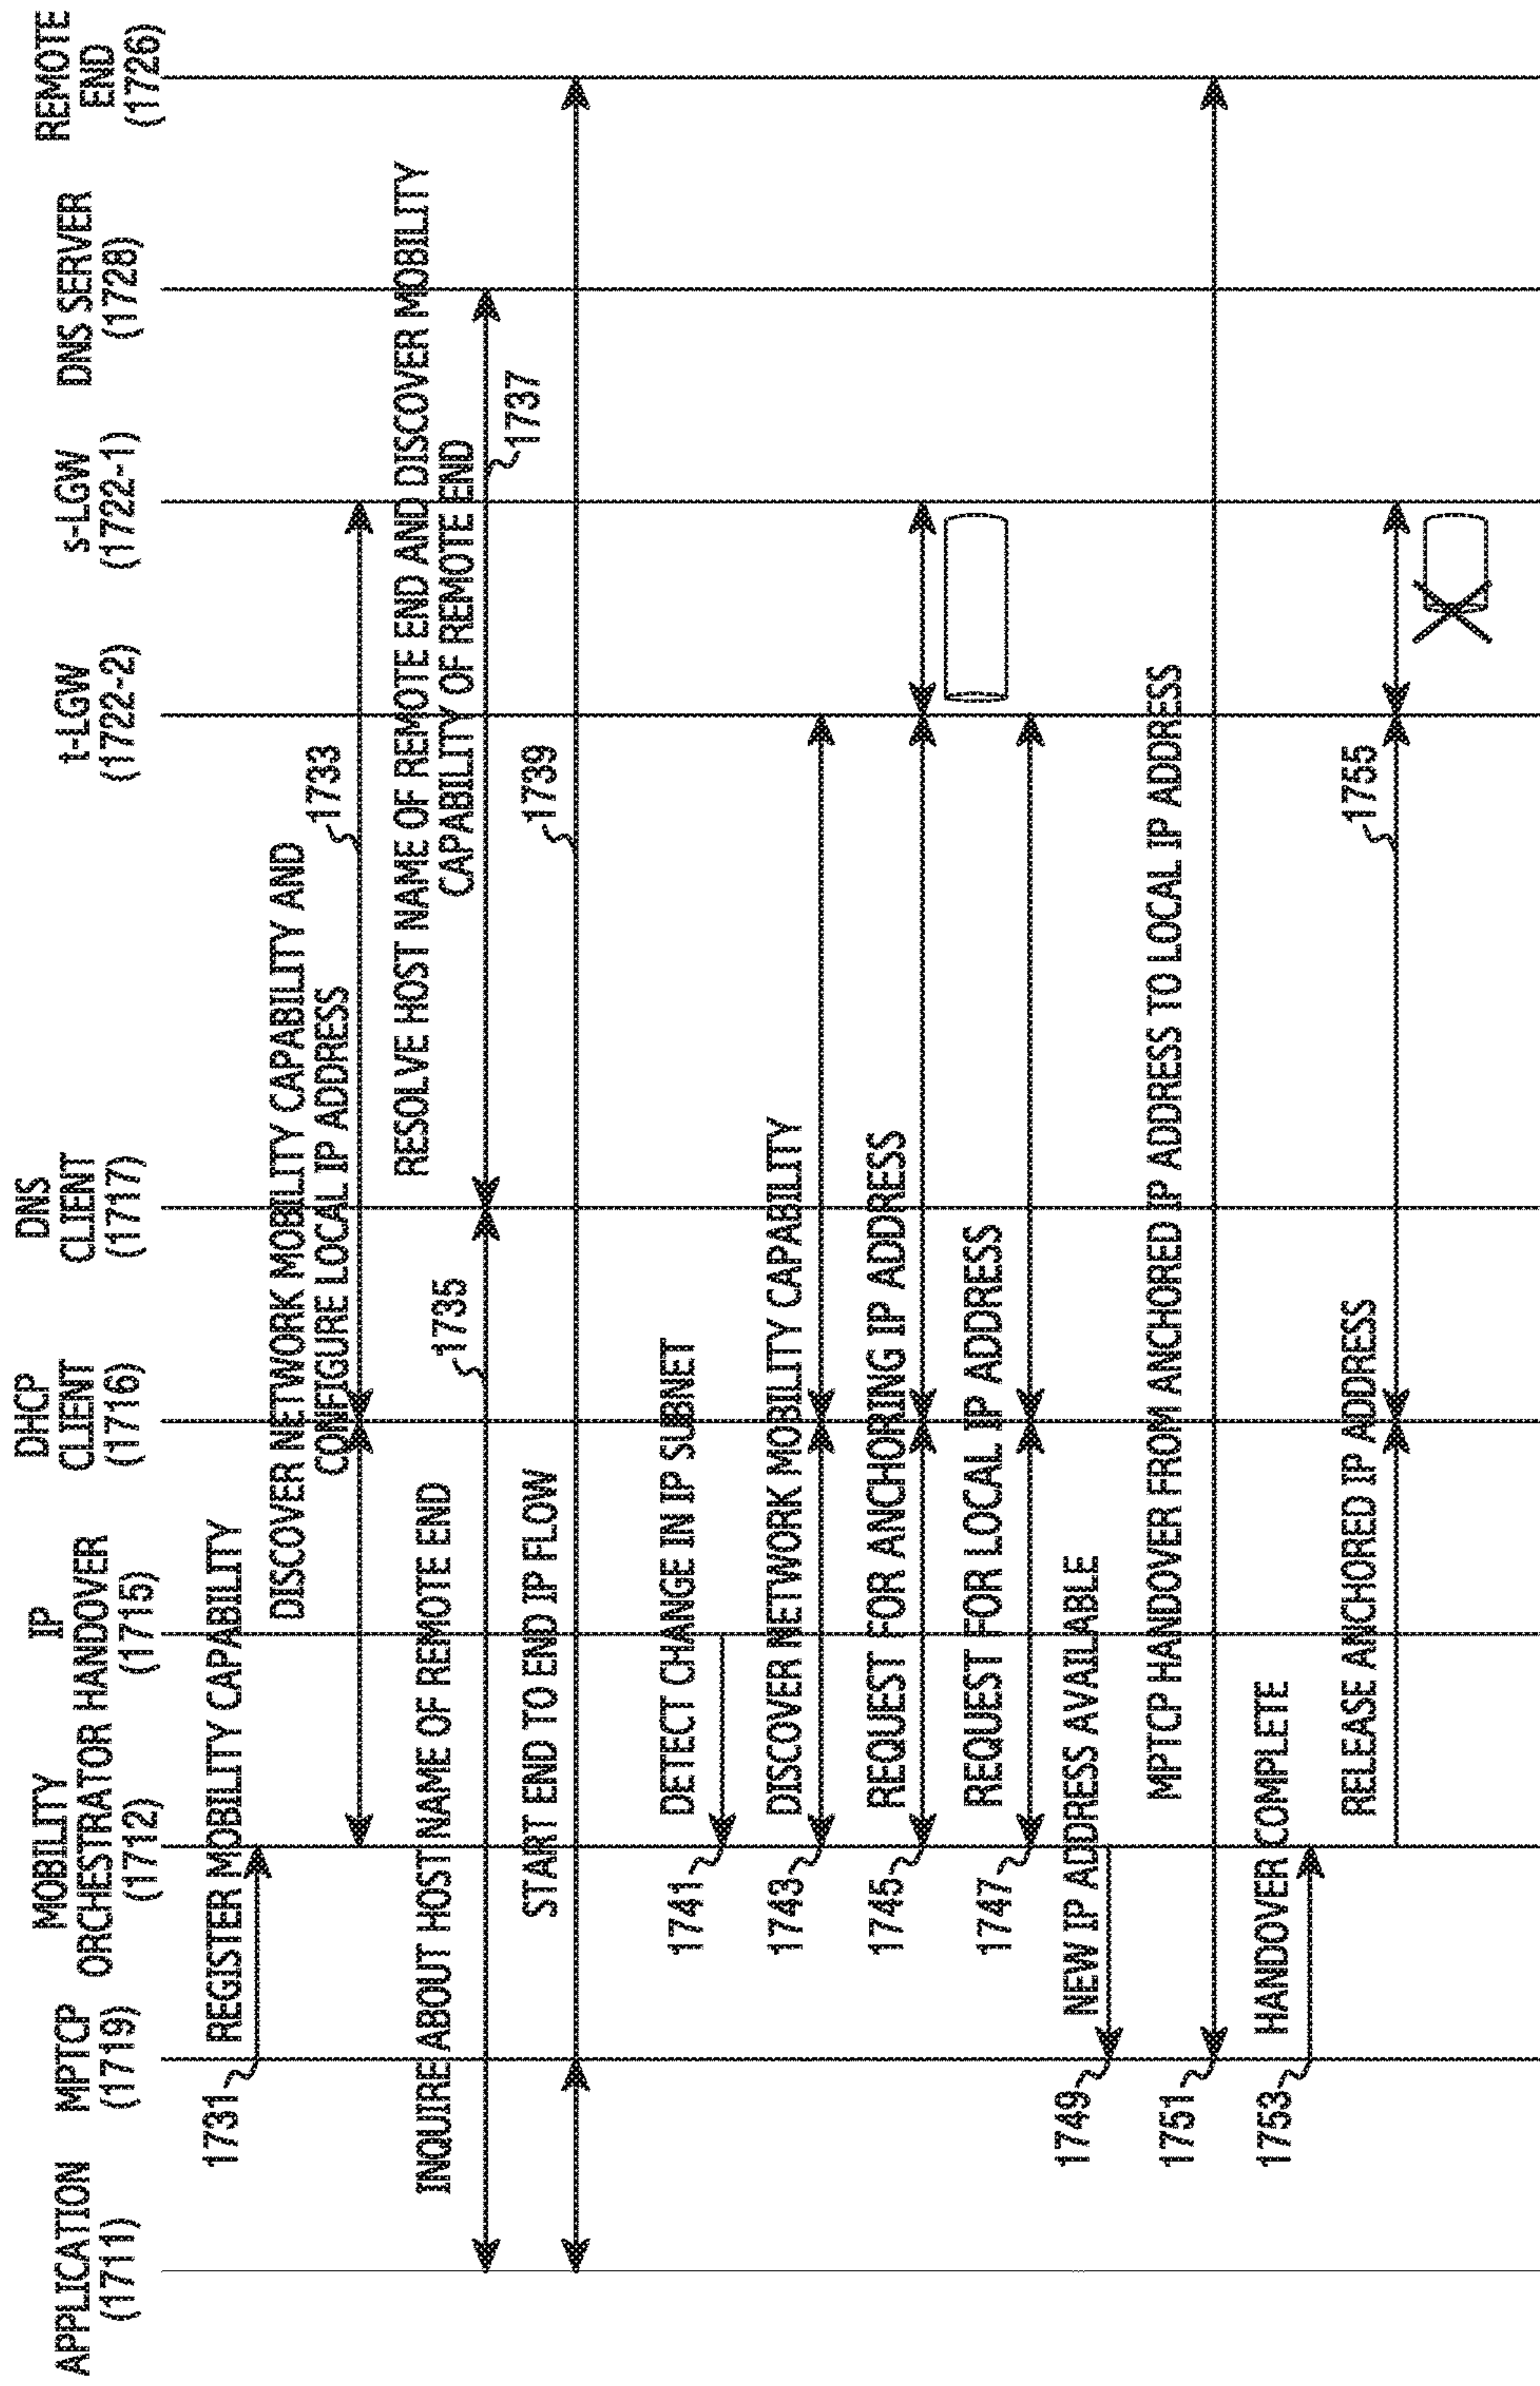 APPLICATION
(1711)
MPTCP
(1719)
MOBILITY
ORCHESTRATOR
(1712)
IP
HANDOVER
(1715)
DHCP
CLIENT
(1716)
DNS
CLIENT
(1717)
t-LGW
(1722-2)
s-LGW
(1722-1)
DNS SERVER
(1728)
REMOTE
END
(1726)
1731
REGISTER MOBILITY CAPABILITY
DISCOVER NETWORK MOBILITY CAPABILITY AND
CONFIGURE LOCAL IP ADDRESS
1733
INQUIRE ABOUT HOST NAME OF REMOTE END
1735
RESOLVE HOST NAME OF REMOTE END AND DISCOVER MOBILITY
CAPABILITY OF REMOTE END
1737
START END TO END IP FLOW
1739
DETECT CHANGE IN IP SUBNET
1741
DISCOVER NETWORK MOBILITY CAPABILITY
1743
REQUEST FOR ANCHORING IP ADDRESS
1745
REQUEST FOR LOCAL IP ADDRESS
1747
NEW IP ADDRESS AVAILABLE
1749
MPTCP HANDOVER FROM ANCHORED IP ADDRESS TO LOCAL IP ADDRESS
1751
HANDOVER COMPLETE
1753
RELEASE ANCHORED IP ADDRESS
1755